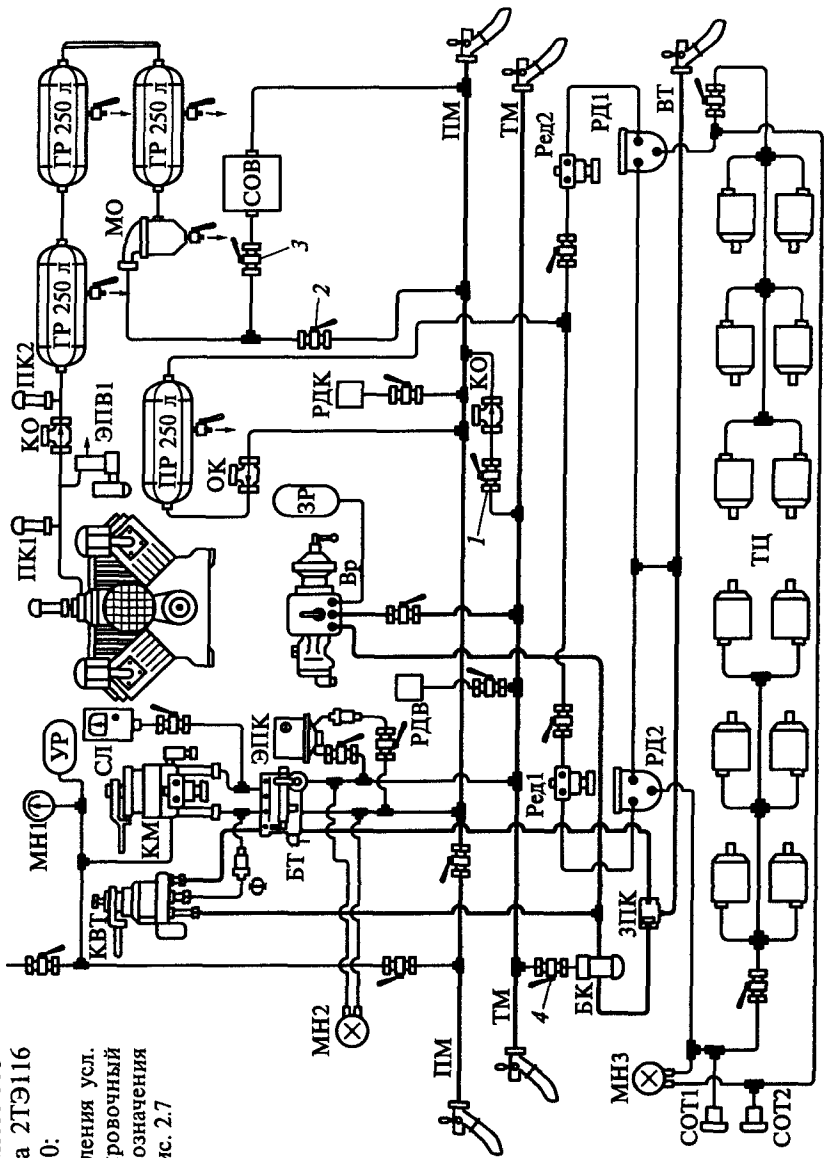 а 2ТЭ116
0:
ления усл.
ровочный
означения
ис. 2.7
МН1
УР
СЛ
КВТ
КМ
ЭПК
Ф
БТ
МН2
ПК1
ПК2
КО
ЭПВ1
ГР 250 л
ГР 250 л
ГР 250 л
МО
СОВ
3
2
ПР 250 л
ОК
РДК
ЗР
Вр
КО
1
РДВ
ПМ
ПМ
ТМ
ТМ
4
БК
ЗПК
Ред1
РД2
Ред2
РД1
ВТ
МН3
СОТ1
СОТ2
ТЦ